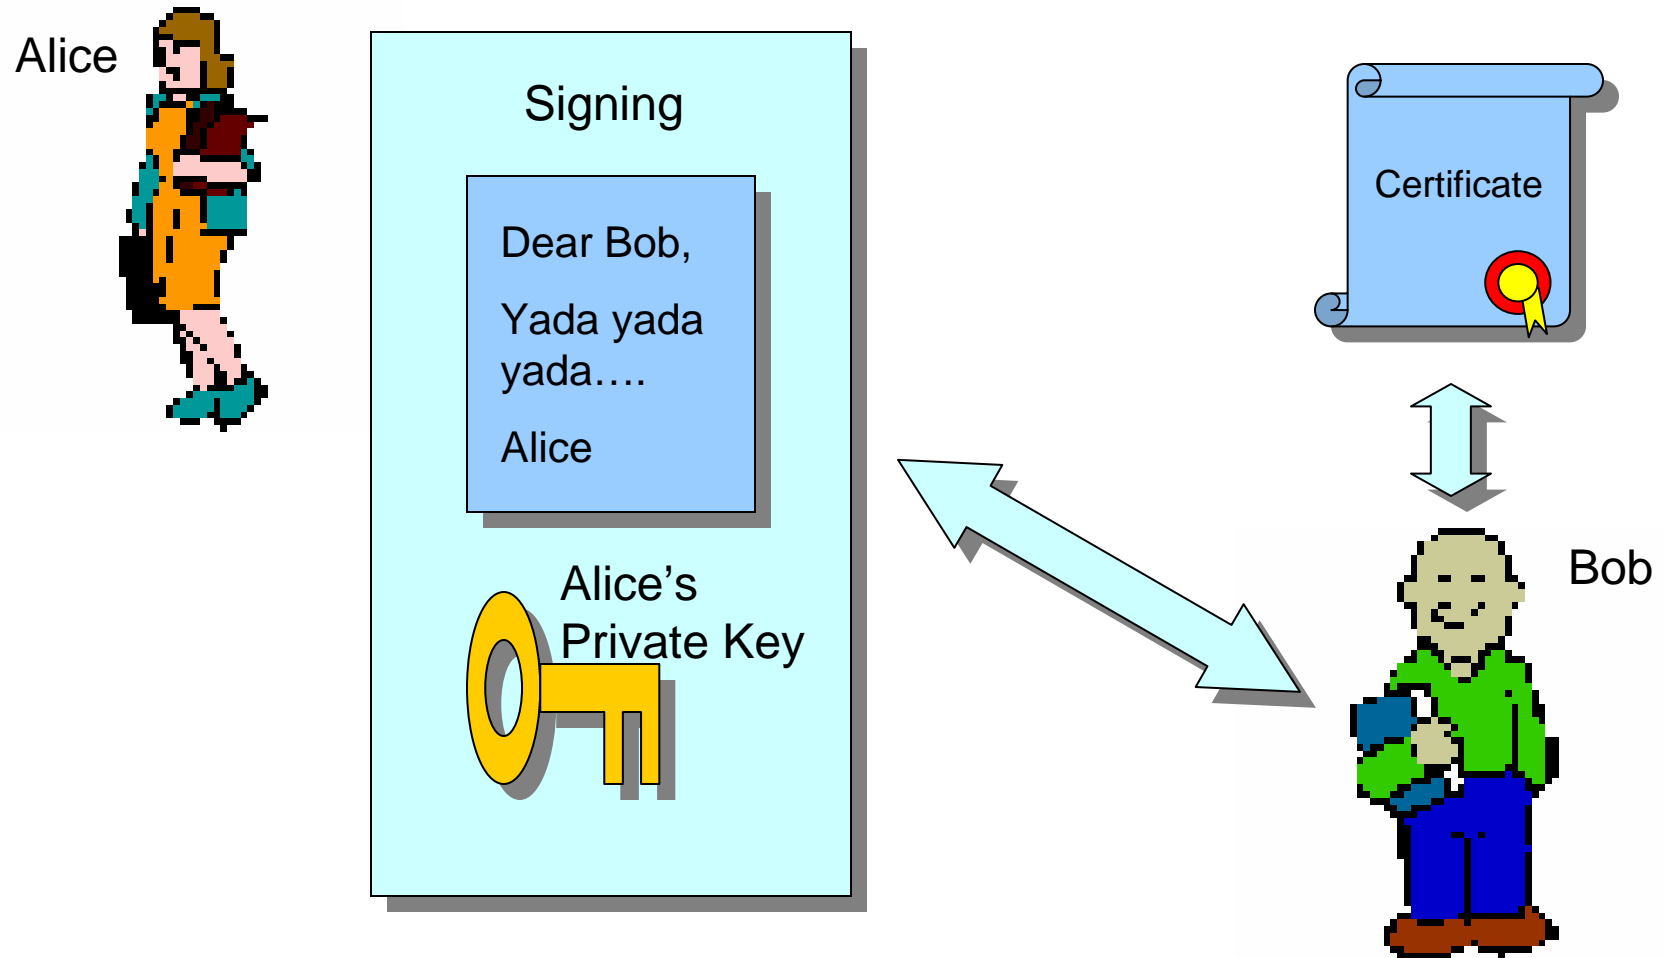 Alice
Signing
Dear Bob,
Yada yada
yada….
Alice
Alice’s
Private Key
Certificate
Bob